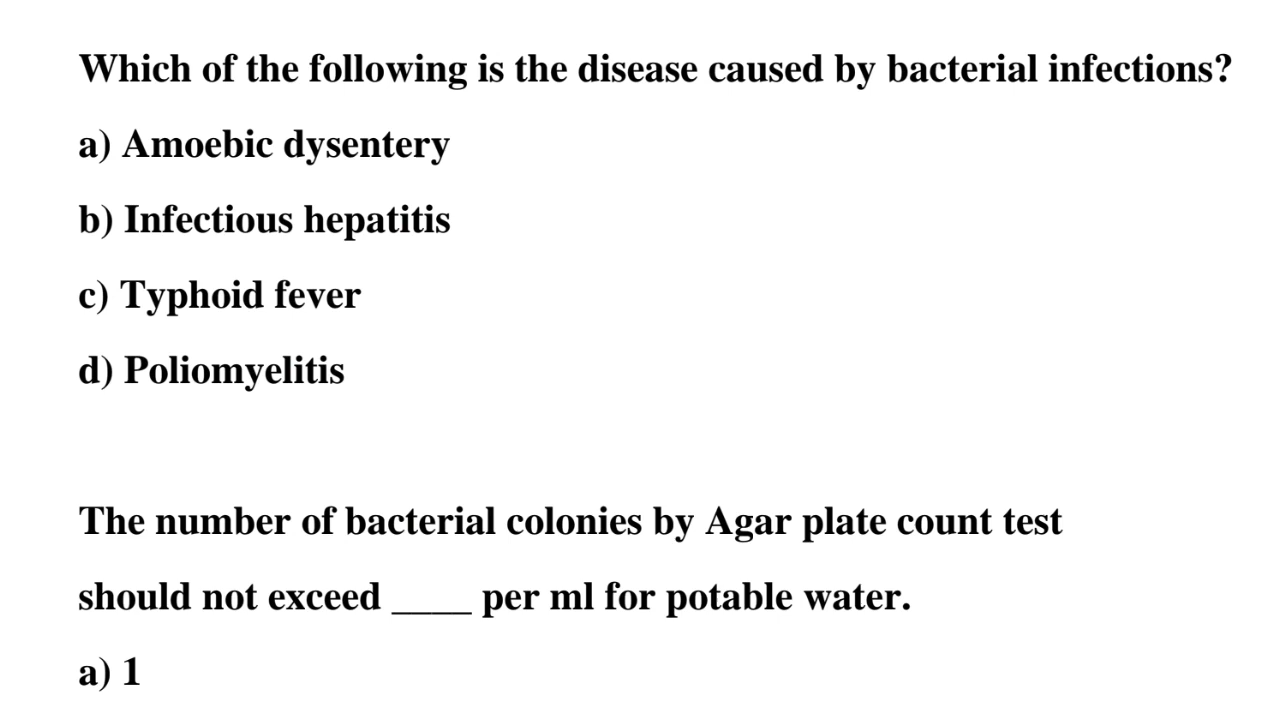 Which of the following is the disease caused by bacterial infections?
a) Amoebic dysentery
b) Infectious hepatitis
c) Typhoid fever
d) Poliomyelitis
The number of bacterial colonies by Agar plate count test
should not exceed ____ per ml for potable water.
a) 1